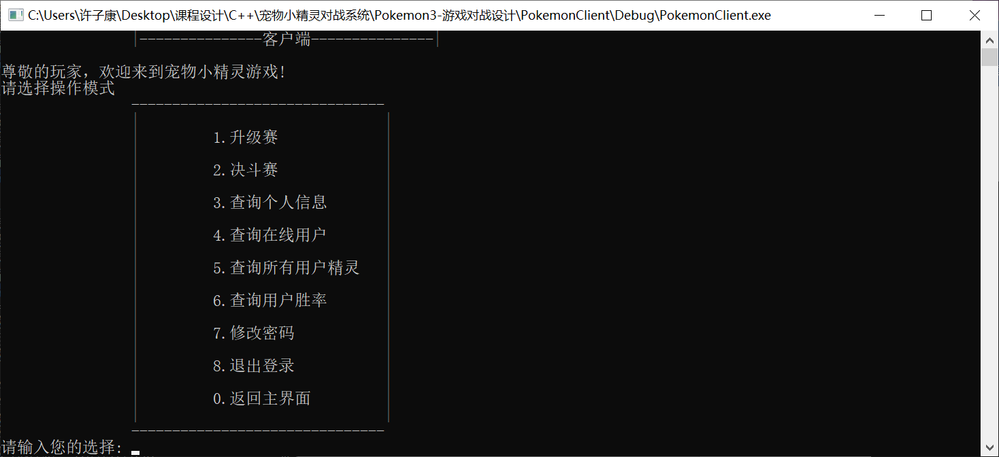 C:\Users\许子康\Desktop\课程设计\C++\宠物小精灵对战系统\Pokemon3-游戏对战设计\PokemonClient\Debug\PokemonClient.exe
|---------------客户端---------------|
尊敬的玩家，欢迎来到宠物小精灵游戏！
请选择操作模式
-------------------------------
1.升级赛
2.决斗赛
3.查询个人信息
4.查询在线用户
5.查询所有用户精灵
6.查询用户胜率
7.修改密码
8.退出登录
0.返回主界面
-------------------------------
请输入您的选择：